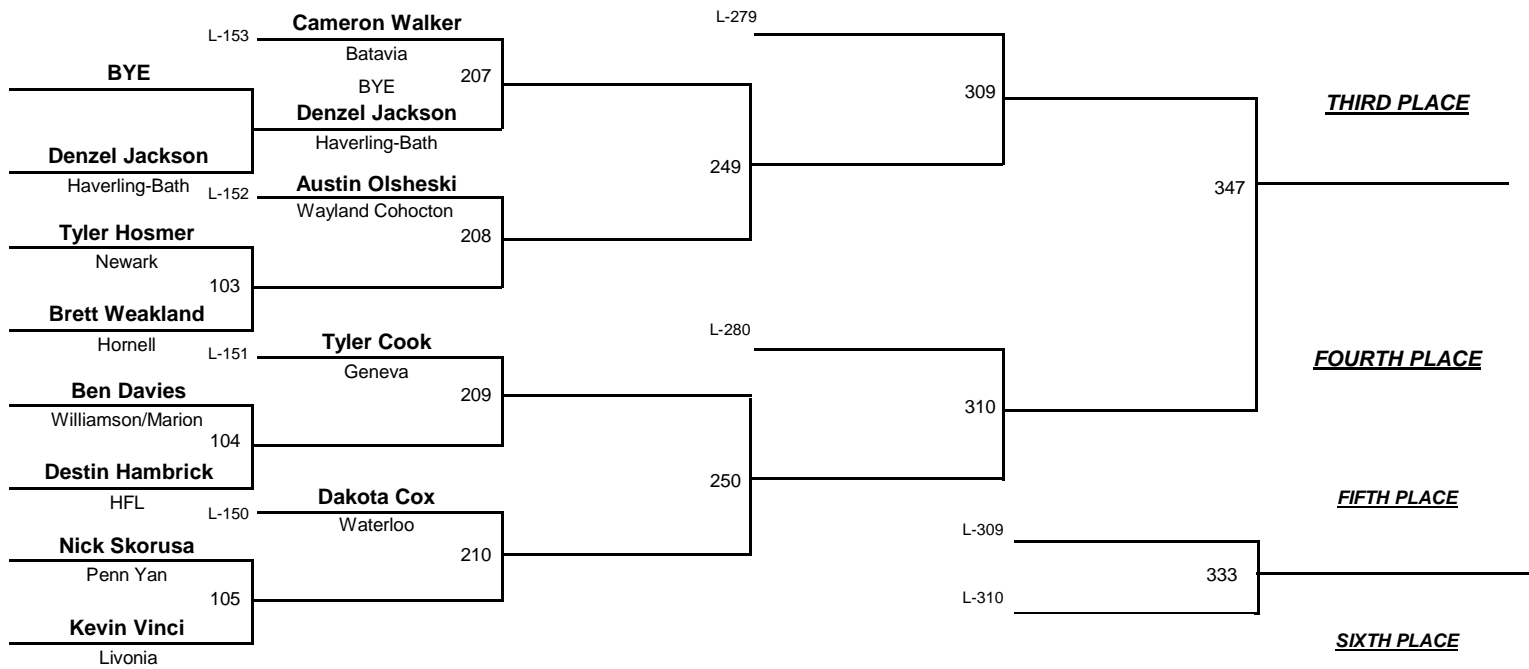 L-153
Cameron Walker
Batavia
BYE
207
BYE
Denzel Jackson
Haverling-Bath
Denzel Jackson
Haverling-Bath
L-152
Austin Olsheski
Wayland Cohocton
208
249
Tyler Hosmer
Newark
103
Brett Weakland
Hornell
L-151
Tyler Cook
Geneva
209
Ben Davies
Williamson/Marion
104
Destin Hambrick
HFL
250
L-150
Dakota Cox
Waterloo
210
Nick Skorusa
Penn Yan
105
Kevin Vinci
Livonia
L-279
309
THIRD PLACE
347
L-280
310
FOURTH PLACE
FIFTH PLACE
L-309
333
L-310
SIXTH PLACE